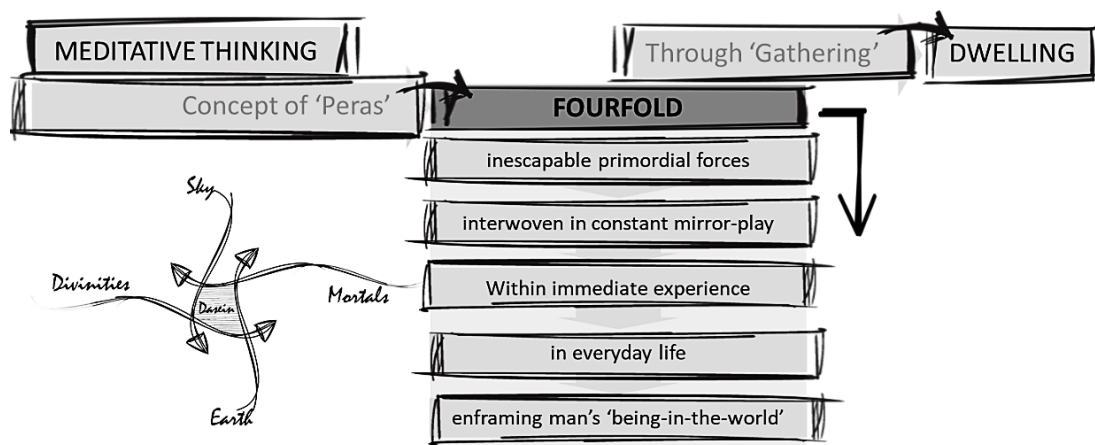 MEDITATIVE THINKING
Through ‘Gathering’
DWELLING
Concept of ‘Peras’
FOURFOLD
inescapable primordial forces
interwoven in constant mirror-play
Within immediate experience
in everyday life
enframing man’s ‘being-in-the-world’
Sky
Divinities
Mortals
Dasein
Earth